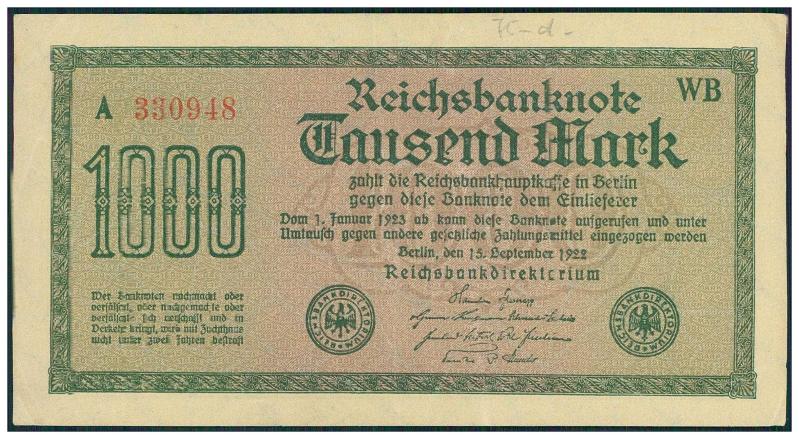 A 330948
WB
1000
Reichsbanknote
Tausend Mark
zahlt die Reichsbankhauptkasse in Berlin
gegen diese Banknote dem Einlieferer
Vom 1. Januar 1923 ab kann diese Banknote aufgerufen und unter
Umtausch gegen andere gesetzliche Zahlungsmittel eingezogen werden
Berlin, den 15. September 1922
Reichsbankdirektorium
Wer Banknoten nachmacht oder
verfälscht, oder nachgemachte oder
verfälschte sich verschafft und in
Verkehr bringt, wird mit Zuchthaus
nicht unter zwei Jahren bestraft
REICHSBANKDIREKTORIUM
REICHSBANKDIREKTORIUM